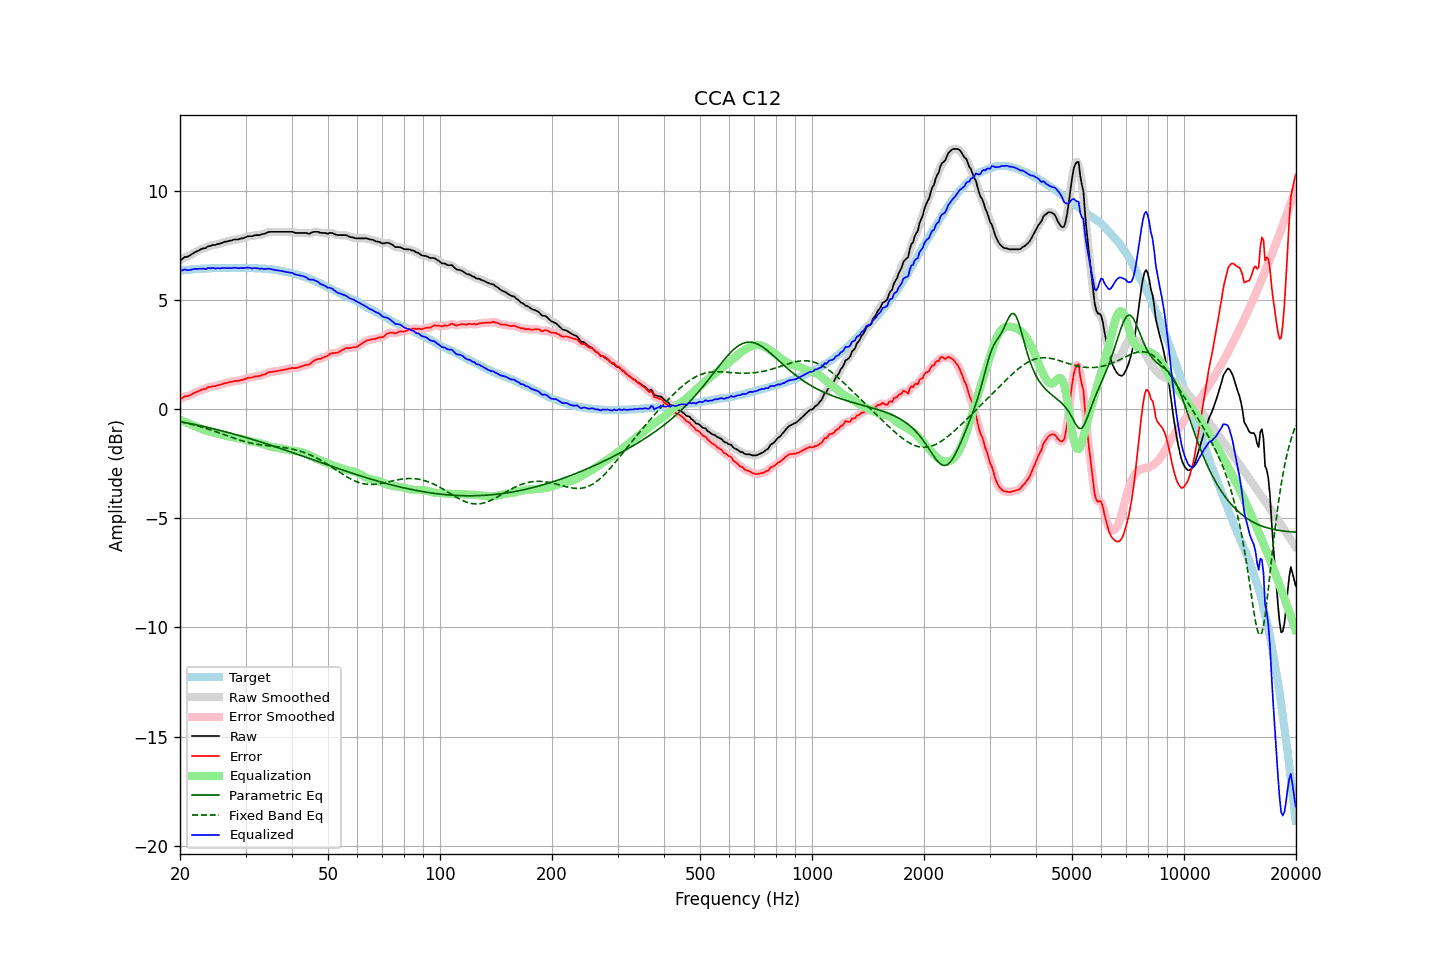 CCA C12
Amplitude (dBr)
10
5
0
−5
−10
−15
−20
Target
Raw Smoothed
Error Smoothed
Raw
Error
Equalization
Parametric Eq
Fixed Band Eq
Equalized
20 50 100 200 500 1000 2000 5000 10000 20000
Frequency (Hz)